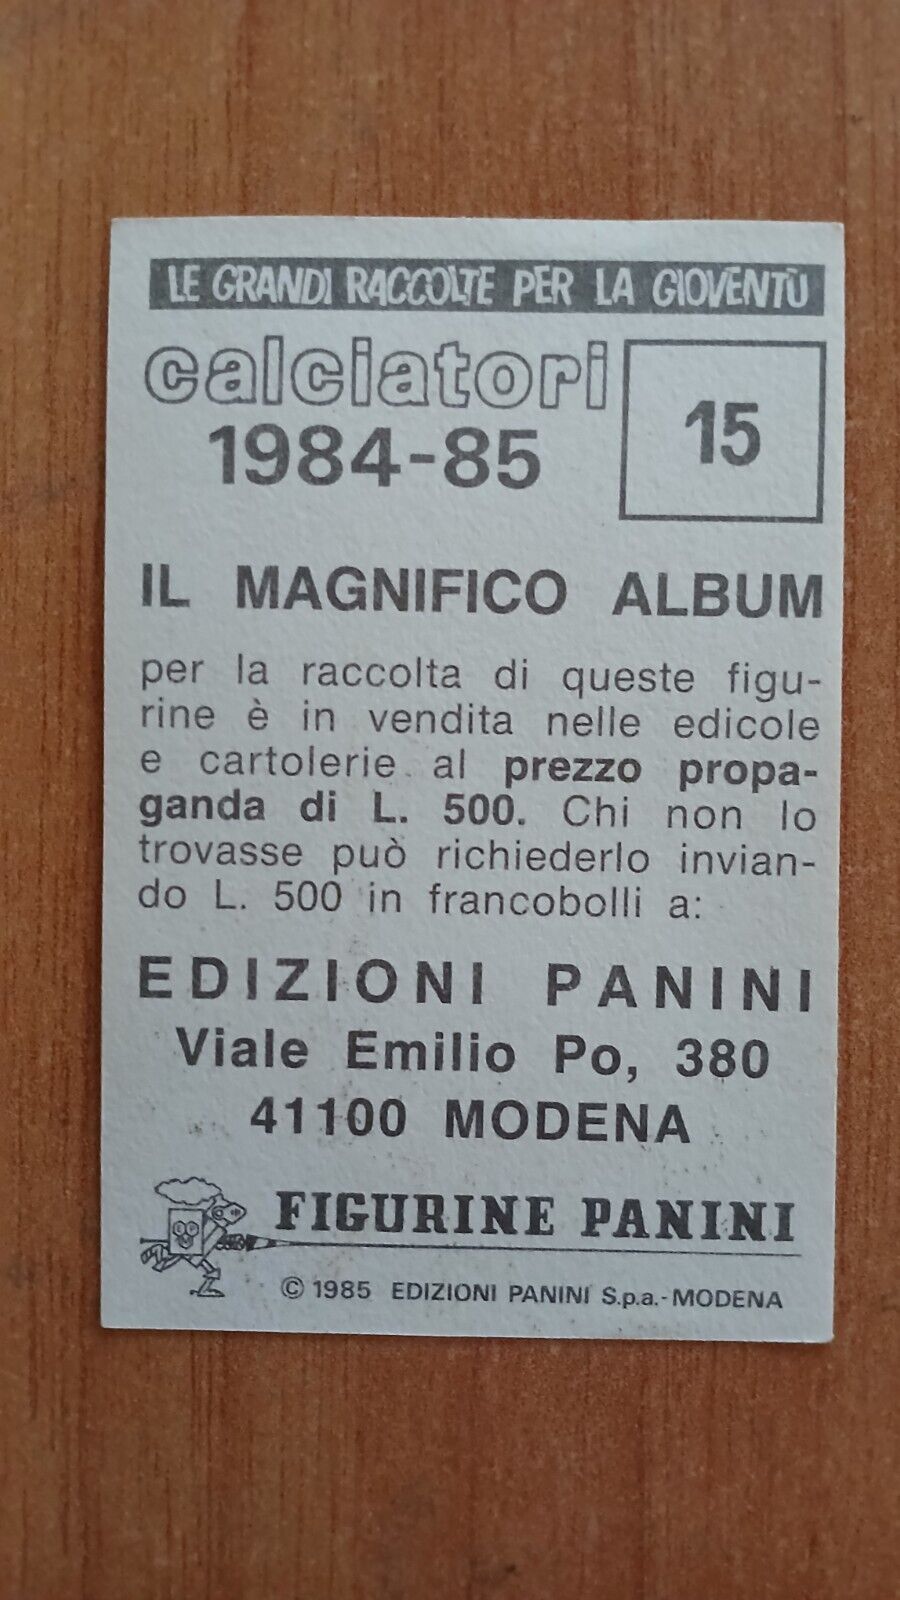 LE GRANDI RACCOLTE PER LA GIOVENTÙ
calciatori
1984-85
15
IL MAGNIFICO ALBUM
per la raccolta di queste figu-
rine è in vendita nelle edicole
e cartolerie al prezzo propa-
ganda di L. 500. Chi non lo
trovasse può richiederlo invian-
do L. 500 in francobolli a:
EDIZIONI PANINI
Viale Emilio Po, 380
41100 MODENA
FIGURINE PANINI
© 1985 EDIZIONI PANINI S.p.a.-MODENA